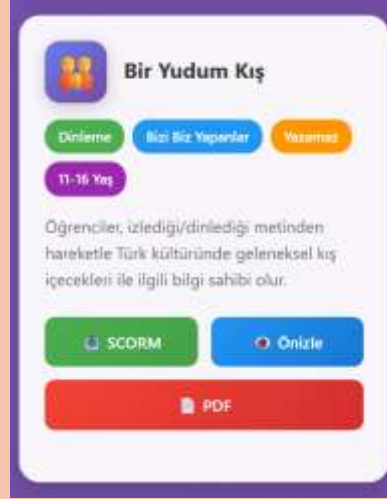 Bir Yudum Kış
Dinleme Bizi Biz Yapanlar Yazamaz
11-16 Yaş
Öğrenciler, izlediği/dinlediği metinden
hareketle Türk kültüründe geleneksel kış
içecekleri ile ilgili bilgi sahibi olur.
SCORM Önizle
PDF